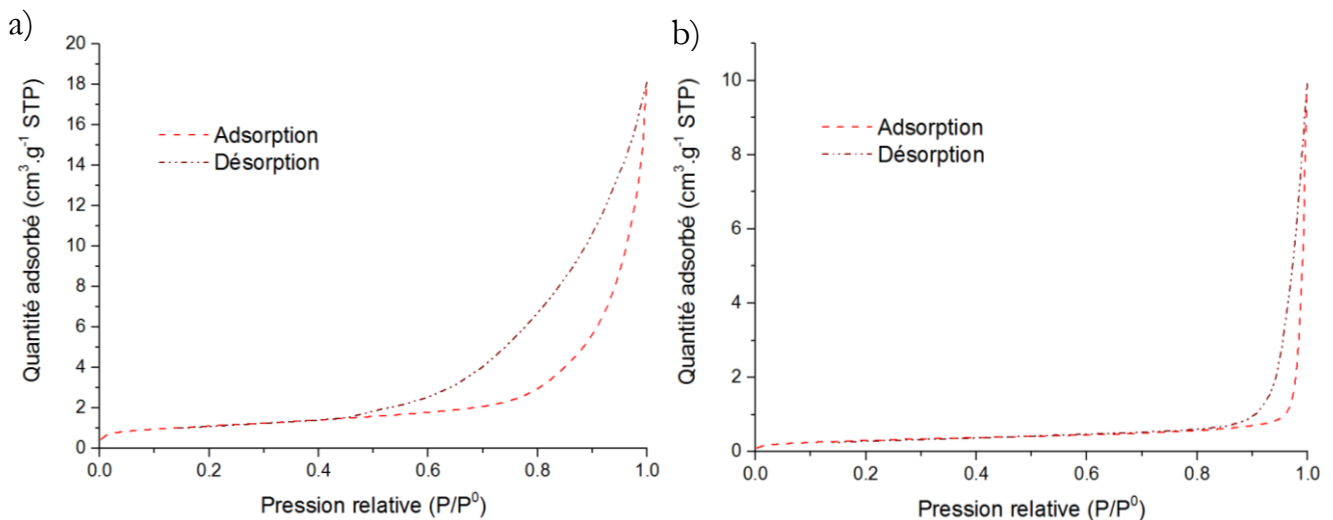 a)
20
18
16
14
12
10
8
6
4
2
0
Quantité adsorbé (cm³.g⁻¹ STP)
Adsorption
Désorption
0.0 0.2 0.4 0.6 0.8 1.0
Pression relative (P/P⁰)
b)
10
8
6
4
2
0
Quantité adsorbé (cm³.g⁻¹ STP)
Adsorption
Désorption
0.0 0.2 0.4 0.6 0.8 1.0
Pression relative (P/P⁰)